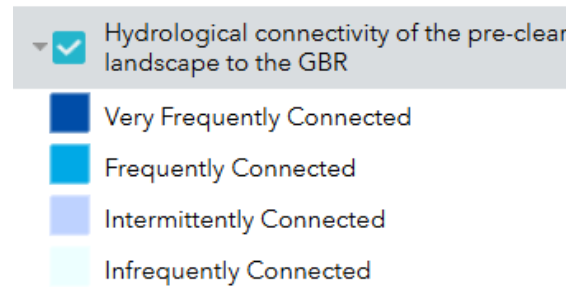 Hydrological connectivity of the pre-clear
landscape to the GBR
Very Frequently Connected
Frequently Connected
Intermittently Connected
Infrequently Connected